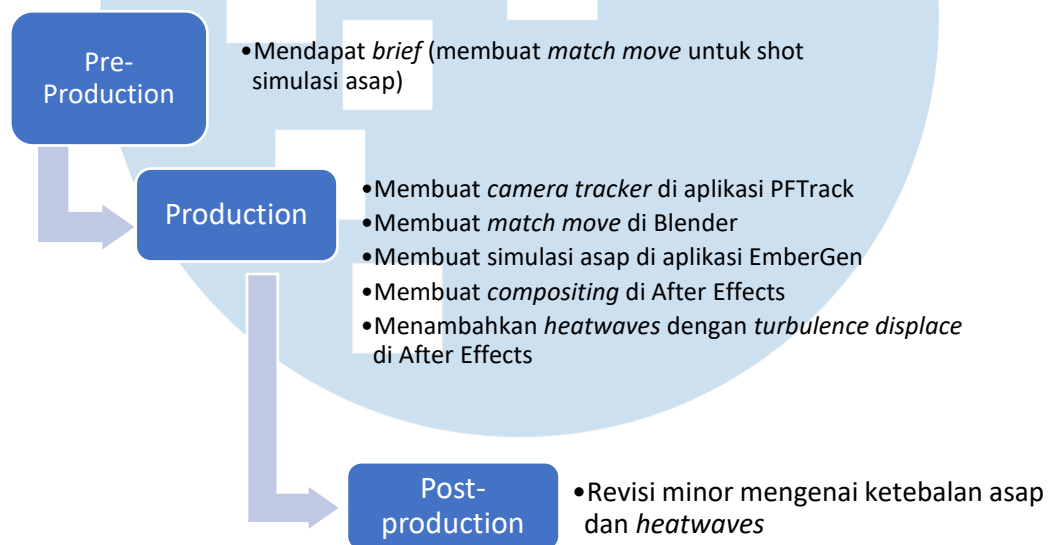 Pre-
Production
•Mendapat brief (membuat match move untuk shot
simulasi asap)
Production
•Membuat camera tracker di aplikasi PFTrack
•Membuat match move di Blender
•Membuat simulasi asap di aplikasi EmberGen
•Membuat compositing di After Effects
•Menambahkan heatwaves dengan turbulence displace
di After Effects
Post-
production
•Revisi minor mengenai ketebalan asap
dan heatwaves